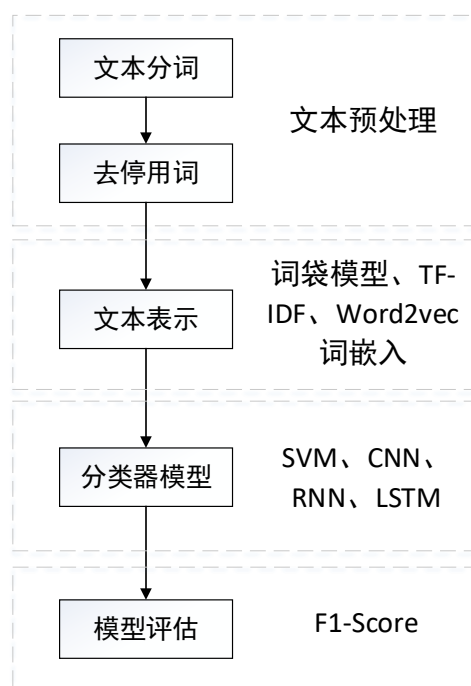 文本分词
文本预处理
去停用词
文本表示
词袋模型、TF-
IDF、Word2vec
词嵌入
分类器模型
SVM、CNN、
RNN、LSTM
模型评估
F1-Score